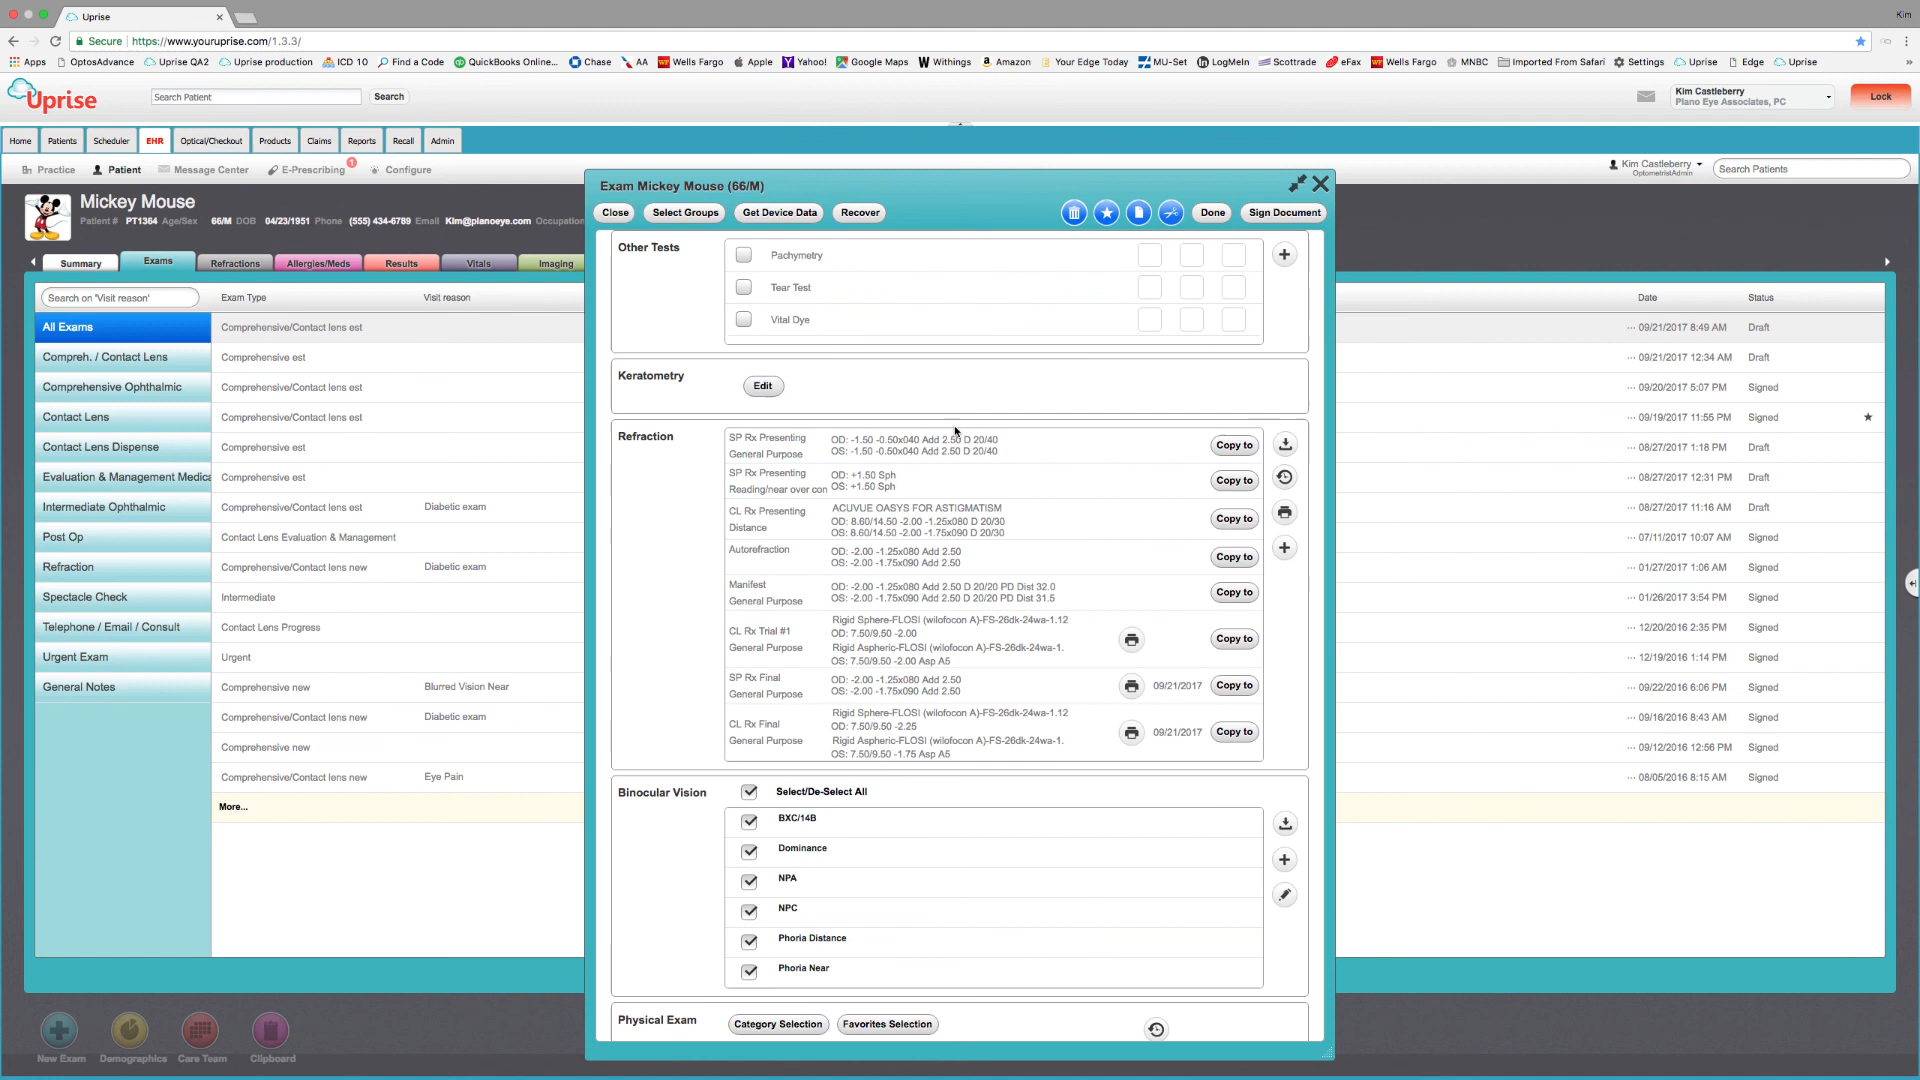 Uprise
Kim
Secure | https://www.youruprise.com/1.3.3/
Apps OptosAdvance Uprise QA2 Uprise production ICD 10 Find a Code QuickBooks Online... Chase AA Wells Fargo Apple Yahoo! Google Maps Withings Amazon Your Edge Today MU-Set LogMeIn Scottrade eFax Wells Fargo MNBC Imported From Safari Settings Uprise Edge Uprise
Uprise
Search Patient
Search
Kim Castleberry
Plano Eye Associates, PC
Lock
Home Patients Scheduler EHR Optical/Checkout Products Claims Reports Recall Admin
Practice Patient Message Center E-Prescribing 1 Configure
Kim Castleberry
OptometristAdmin
Search Patients
Mickey Mouse
Patient # PT1364 Age/Sex 66/M DOB 04/23/1951 Phone (555) 434-6789 Email Kim@planoeye.com Occupation
Summary Exams Refractions Allergies/Meds Results Vitals Imaging
Search on "Visit reason"
Exam Type Visit reason Date Status
All Exams
Compreh. / Contact Lens
Comprehensive Ophthalmic
Contact Lens
Contact Lens Dispense
Evaluation & Management Medica
Intermediate Ophthalmic
Post Op
Refraction
Spectacle Check
Telephone / Email / Consult
Urgent Exam
General Notes
Comprehensive/Contact lens est ··· 09/21/2017 8:49 AM Draft
Comprehensive est ··· 09/21/2017 12:34 AM Draft
Comprehensive/Contact lens est ··· 09/20/2017 5:07 PM Signed
Comprehensive/Contact lens est ··· 09/19/2017 11:55 PM Signed
Comprehensive est ··· 08/27/2017 1:18 PM Draft
Comprehensive est ··· 08/27/2017 12:31 PM Draft
Comprehensive/Contact lens est Diabetic exam ··· 08/27/2017 11:16 AM Draft
Contact Lens Evaluation & Management ··· 07/11/2017 10:07 AM Signed
Comprehensive/Contact lens new Diabetic exam ··· 01/27/2017 1:06 AM Signed
Intermediate ··· 01/26/2017 3:54 PM Signed
Contact Lens Progress ··· 12/20/2016 2:35 PM Signed
Urgent ··· 12/19/2016 1:14 PM Signed
Comprehensive new Blurred Vision Near ··· 09/22/2016 6:06 PM Signed
Comprehensive/Contact lens new Diabetic exam ··· 09/16/2016 8:43 AM Signed
Comprehensive new ··· 09/12/2016 12:56 PM Signed
Comprehensive/Contact lens new Eye Pain ··· 08/05/2016 8:15 AM Signed
More...
Exam Mickey Mouse (66/M)
Close Select Groups Get Device Data Recover Done Sign Document
Other Tests
Pachymetry
Tear Test
Vital Dye
Keratometry
Edit
Refraction
SP Rx Presenting
General Purpose
OD: -1.50 -0.50x040 Add 2.50 D 20/40
OS: -1.50 -0.50x040 Add 2.50 D 20/40
Copy to
SP Rx Presenting
Reading/near over con
OD: +1.50 Sph
OS: +1.50 Sph
Copy to
CL Rx Presenting
Distance
ACUVUE OASYS FOR ASTIGMATISM
OD: 8.60/14.50 -2.00 -1.25x080 D 20/30
OS: 8.60/14.50 -2.00 -1.75x090 D 20/30
Copy to
Autorefraction
OD: -2.00 -1.25x080 Add 2.50
OS: -2.00 -1.75x090 Add 2.50
Copy to
Manifest
General Purpose
OD: -2.00 -1.25x080 Add 2.50 D 20/20 PD Dist 32.0
OS: -2.00 -1.75x090 Add 2.50 D 20/20 PD Dist 31.5
Copy to
CL Rx Trial #1
General Purpose
Rigid Sphere-FLOSI (wilofocon A)-FS-26dk-24wa-1.12
OD: 7.50/9.50 -2.00
Rigid Aspheric-FLOSI (wilofocon A)-FS-26dk-24wa-1.
OS: 7.50/9.50 -2.00 Asp A5
Copy to
SP Rx Final
General Purpose
OD: -2.00 -1.25x080 Add 2.50
OS: -2.00 -1.75x090 Add 2.50
09/21/2017 Copy to
CL Rx Final
General Purpose
Rigid Sphere-FLOSI (wilofocon A)-FS-26dk-24wa-1.12
OD: 7.50/9.50 -2.25
Rigid Aspheric-FLOSI (wilofocon A)-FS-26dk-24wa-1.
OS: 7.50/9.50 -1.75 Asp A5
09/21/2017 Copy to
Binocular Vision
Select/De-Select All
BXC/14B
Dominance
NPA
NPC
Phoria Distance
Phoria Near
Physical Exam
Category Selection Favorites Selection
New Exam Demographics Care Team Clipboard